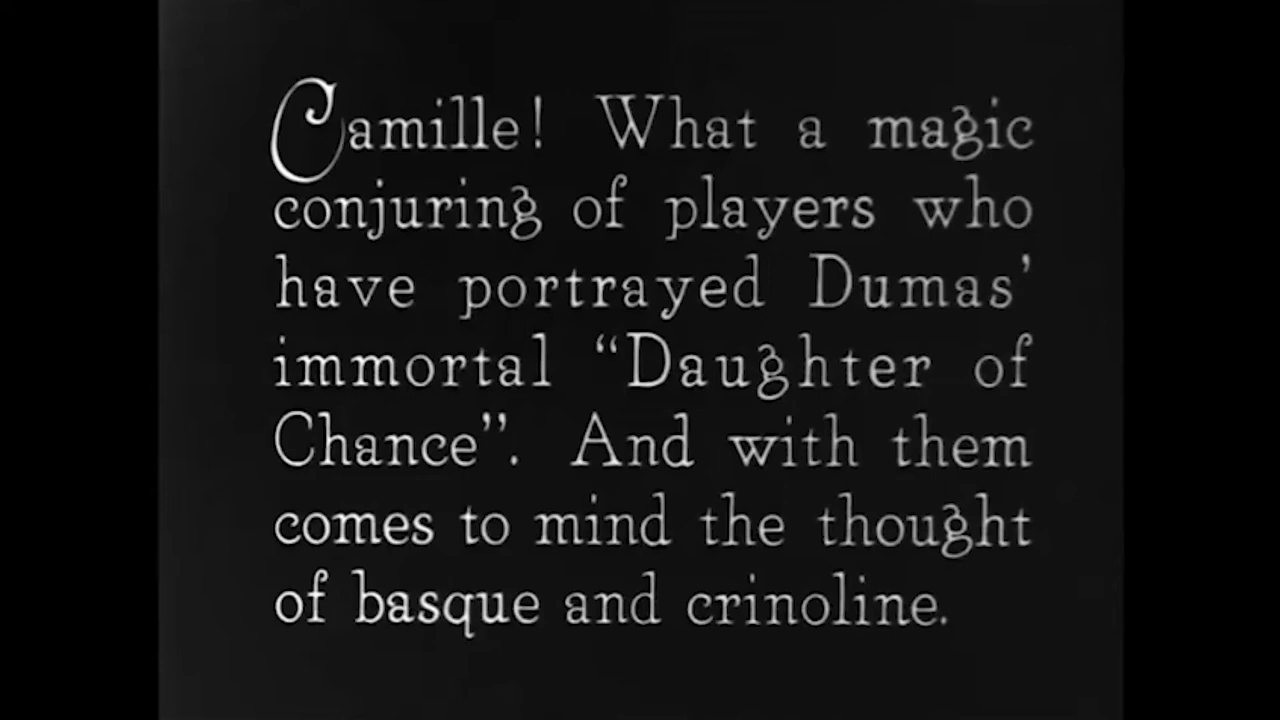 Camille! What a magic
conjuring of players who
have portrayed Dumas’
immortal “Daughter of
Chance”. And with them
comes to mind the thought
of basque and crinoline.